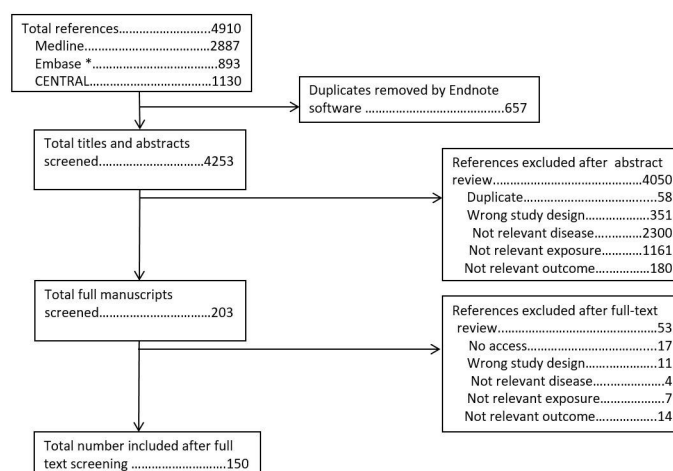 Total references……………………...4910
Medline.…………………….2887
Embase *……………………893
CENTRAL…………………..1130
Duplicates removed by Endnote
software ……………………………….657
Total titles and abstracts
screened.……………………….4253
References excluded after abstract
review..……………………………….4050
Duplicate………………………......58
Wrong study design………….351
Not relevant disease………..2300
Not relevant exposure………..1161
Not relevant outcome…………180
Total full manuscripts
screened…………………………..203
References excluded after full-text
review………………………………………53
No access………………………………17
Wrong study design……………….11
Not relevant disease………………..4
Not relevant exposure……………..7
Not relevant outcome……………14
Total number included after full
text screening ……………………..150